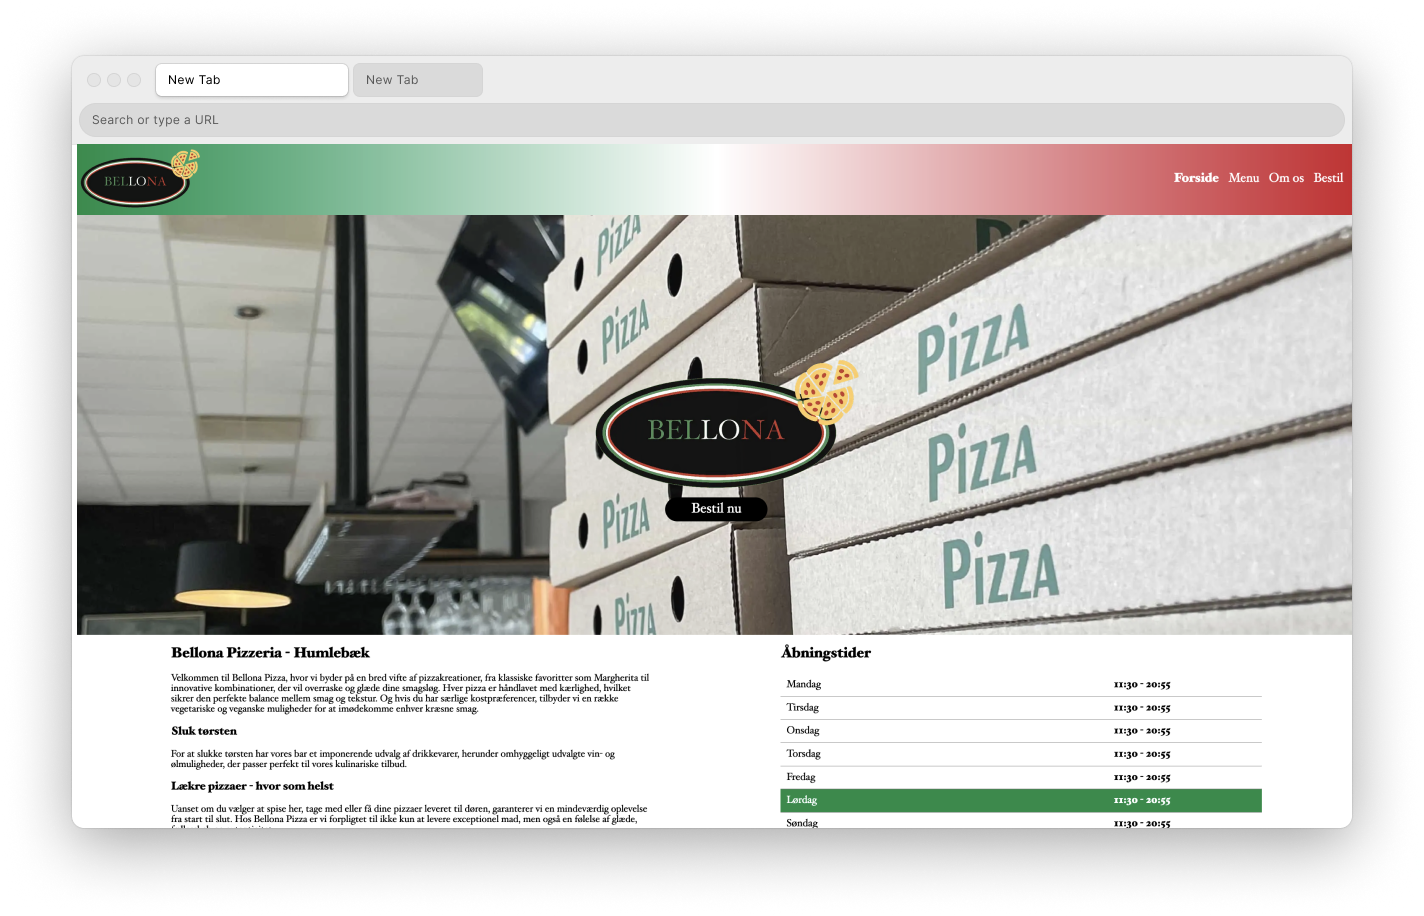 New Tab
New Tab
Search or type a URL
BELLONA
Forside Menu Om os Bestil
Pizza
Pizza
Pizza
Pizza
BELLONA
Pizza
Pizza
Bestil nu
Pizza
Pizza
Bellona Pizzeria - Humlebæk
Velkommen til Bellona Pizza, hvor vi byder på en bred vifte af pizzakreationer, fra klassiske favoritter som Margherita til
innovative kombinationer, der vil overraske og glæde dine smagsløg. Hver pizza er håndlavet med kærlighed, hvilket
sikrer den perfekte balance mellem smag og tekstur. Og hvis du har særlige kostpræferencer, tilbyder vi en række
vegetariske og veganske muligheder for at imødekomme enhver kræsne smag.
Sluk tørsten
For at slukke tørsten har vores bar et imponerende udvalg af drikkevarer, herunder omhyggeligt udvalgte vin- og
ølmuligheder, der passer perfekt til vores kulinariske tilbud.
Lækre pizzaer - hvor som helst
Uanset om du vælger at spise her, tage med eller få dine pizzaer leveret til døren, garanterer vi en mindeværdig oplevelse
fra start til slut. Hos Bellona Pizza er vi forpligtet til ikke kun at levere exceptionel mad, men også en følelse af glæde,
Åbningstider
Mandag 11:30 - 20:55
Tirsdag 11:30 - 20:55
Onsdag 11:30 - 20:55
Torsdag 11:30 - 20:55
Fredag 11:30 - 20:55
Lørdag 11:30 - 20:55
Søndag 11:30 - 20:55